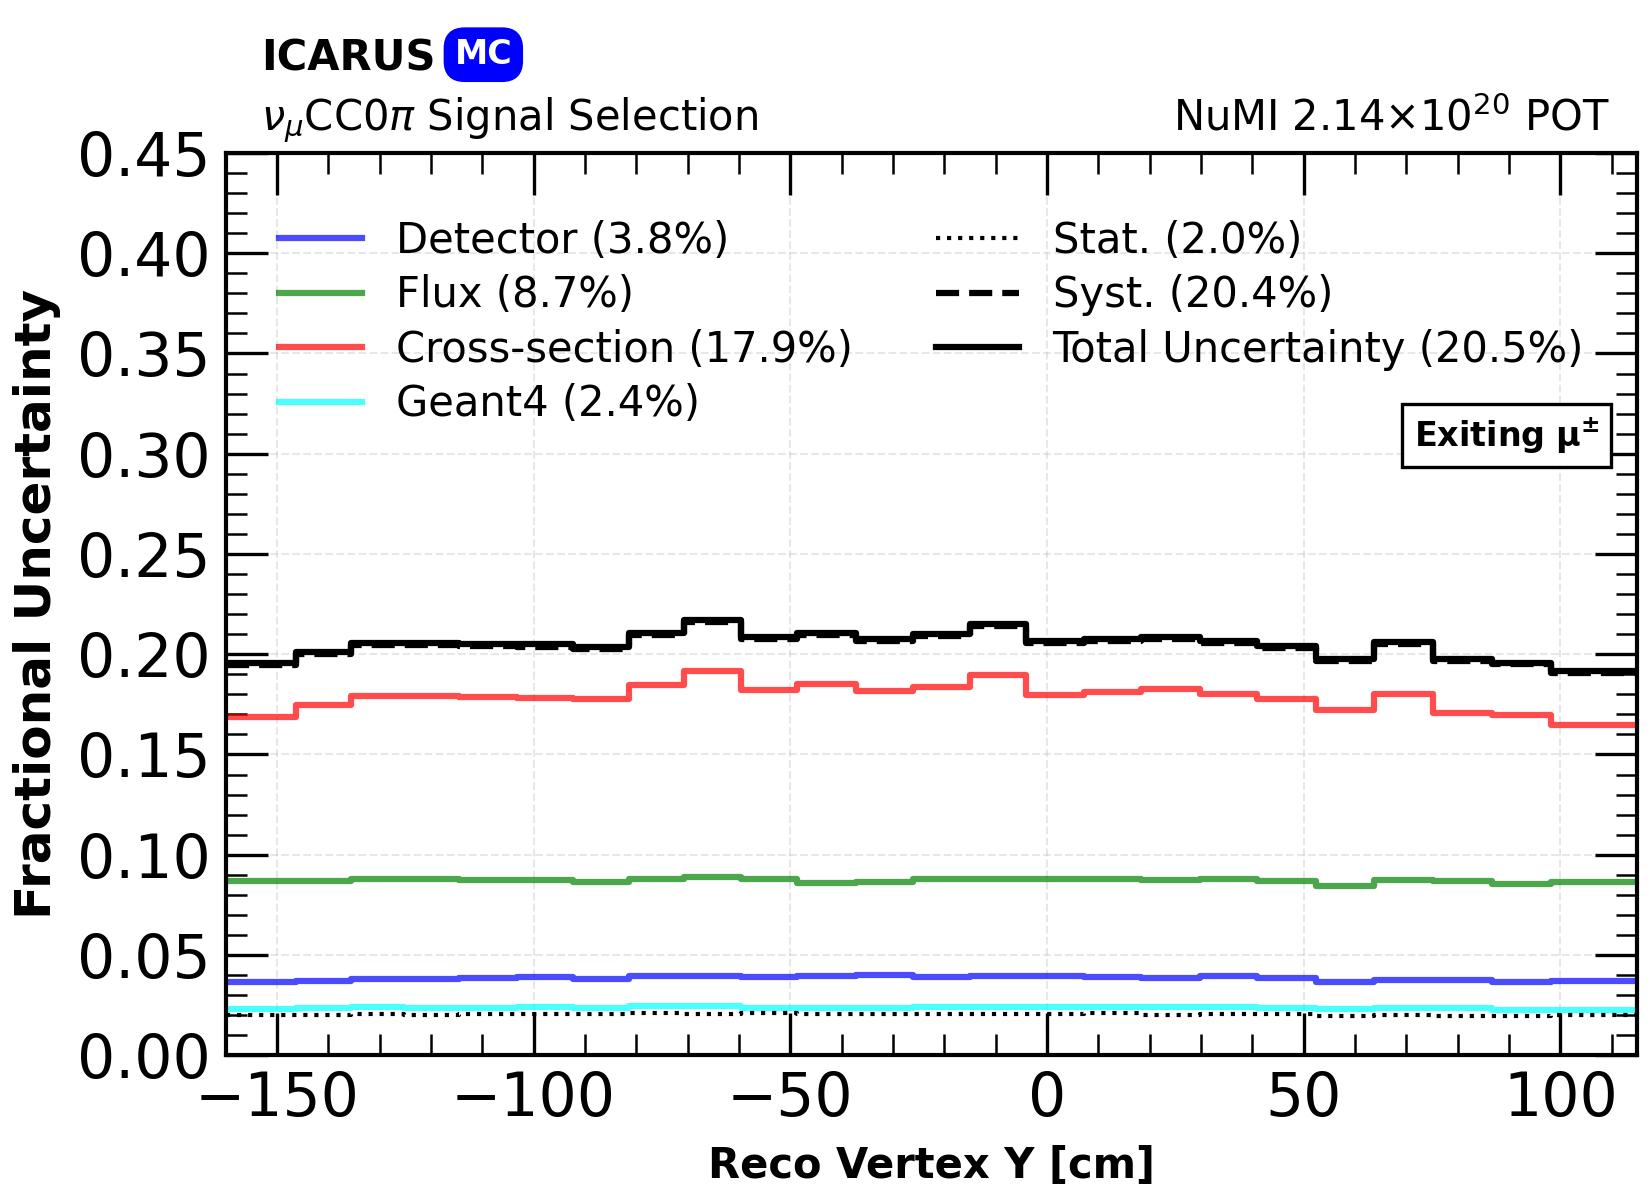 ICARUS MC
νμCC0π Signal Selection
NuMI 2.14×10²⁰ POT
0.45
0.40
0.35
0.30
0.25
0.20
0.15
0.10
0.05
0.00
Fractional Uncertainty
Detector (3.8%)
Flux (8.7%)
Cross-section (17.9%)
Geant4 (2.4%)
Stat. (2.0%)
Syst. (20.4%)
Total Uncertainty (20.5%)
Exiting μ±
−150 −100 −50 0 50 100
Reco Vertex Y [cm]